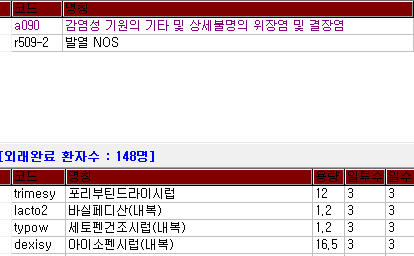 코드 명칭
a090 감염성 기원의 기타 및 상세불명의 위장염 및 결장염
r509-2 발열 NOS
[외래완료 환자수 : 148명]
코드 명칭 용량 일투수 일수
trimesy 포리부틴드라이시럽 12 3 3
lacto2 바실페디산(내복) 1,2 3 3
typow 세토펜건조시럽(내복) 1,2 3 3
dexisy 아이소펜시럽(내복) 16,5 3 3